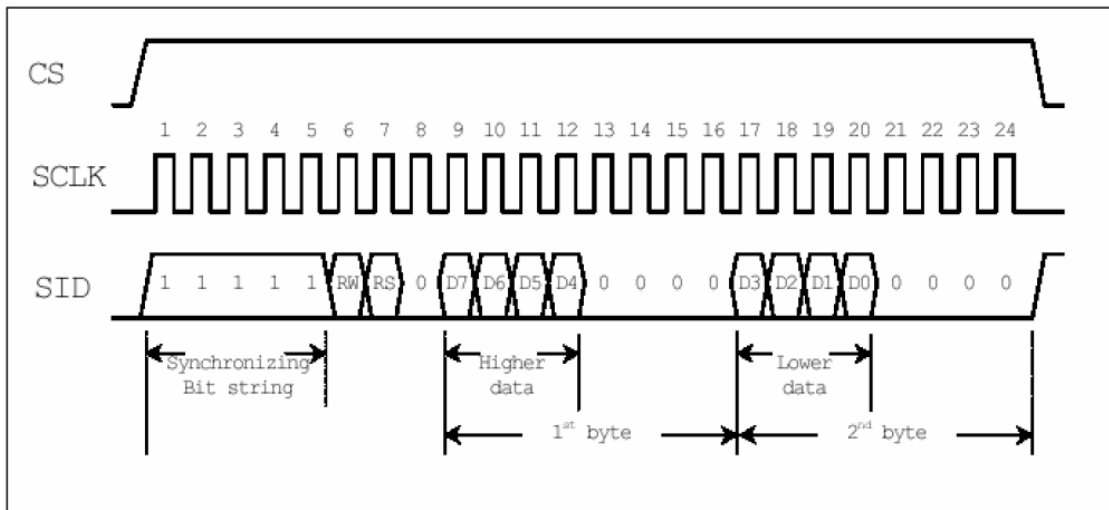 CS
1 2 3 4 5 6 7 8 9 10 11 12 13 14 15 16 17 18 19 20 21 22 23 24
SCLK
SID 1 1 1 1 1 RW RS 0 D7 D6 D5 D4 0 0 0 0 D3 D2 D1 D0 0 0 0 0
Synchronizing Higher Lower
Bit string data data
1st byte 2nd byte